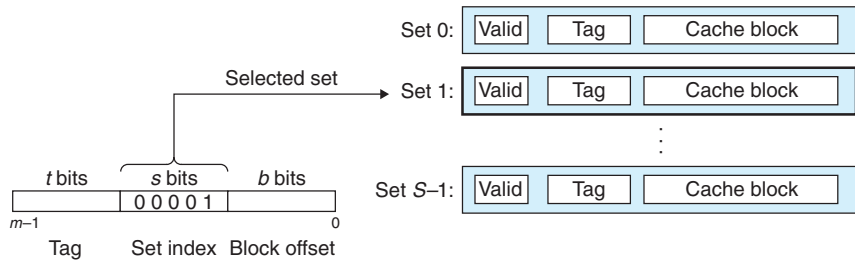 Set 0: Valid Tag Cache block
Selected set
Set 1: Valid Tag Cache block
. . .
t bits s bits b bits
Set S–1: Valid Tag Cache block
0 0 0 0 1
m–1 0
Tag Set index Block offset